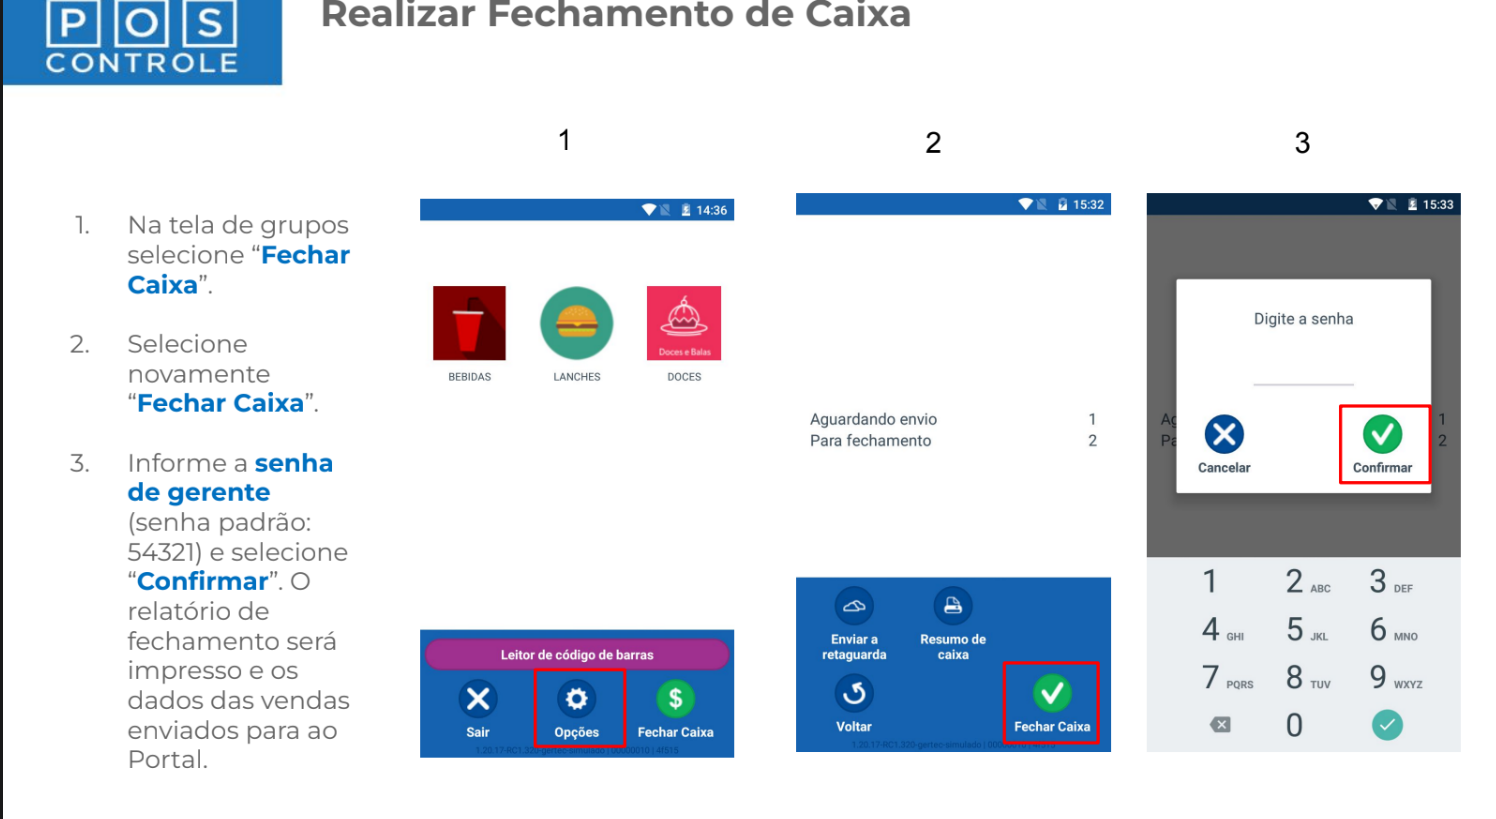 POS
CONTROLE
Realizar Fechamento de Caixa
1
2
3
1. Na tela de grupos
selecione “Fechar
Caixa”.
2. Selecione
novamente
“Fechar Caixa”.
3. Informe a senha
de gerente
(senha padrão:
54321) e selecione
“Confirmar”. O
relatório de
fechamento será
impresso e os
dados das vendas
enviados para ao
Portal.
14:36
Doces e Balas
BEBIDAS
LANCHES
DOCES
Leitor de código de barras
Sair
Opções
$
Fechar Caixa
15:32
Aguardando envio 1
Para fechamento 2
Enviar a
retaguarda
Resumo de
caixa
Voltar
Fechar Caixa
15:33
Digite a senha
Ag 1
Pa 2
Cancelar
Confirmar
1
2 ABC
3 DEF
4 GHI
5 JKL
6 MNO
7 PQRS
8 TUV
9 WXYZ
0